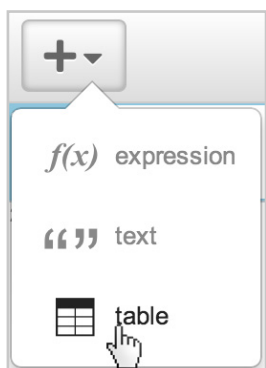 f(x) expression
“ ” text
table